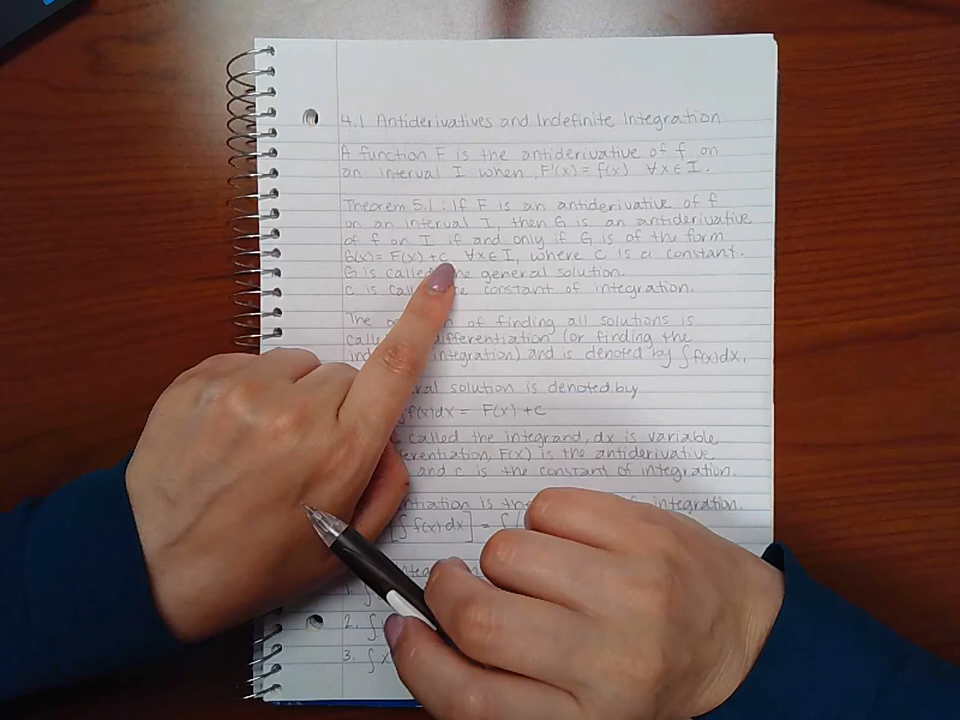 4.1 Antiderivatives and Indefinite Integration
A function F is the antiderivative of f on
an interval I when F'(x) = f(x) ∀x∈I.
Theorem 5.1: If F is an antiderivative of f
on an interval I, then G is an antiderivative
of f on I if and only if G is of the form
G(x) = F(x) +C, ∀x∈I, where C is a constant.
G is called general solution.
C is constant of integration.
The of finding all solutions is
(or finding the
and is denoted by ∫f(x)dx.
solution is denoted by
∫f(x)dx = F(x) +C
called the integrand, dx is variable
F(x) is the antiderivative
and C is the constant of integration.
is the integration.
[∫f(x)dx] = ∫
1. ∫
2. ∫
3. ∫x